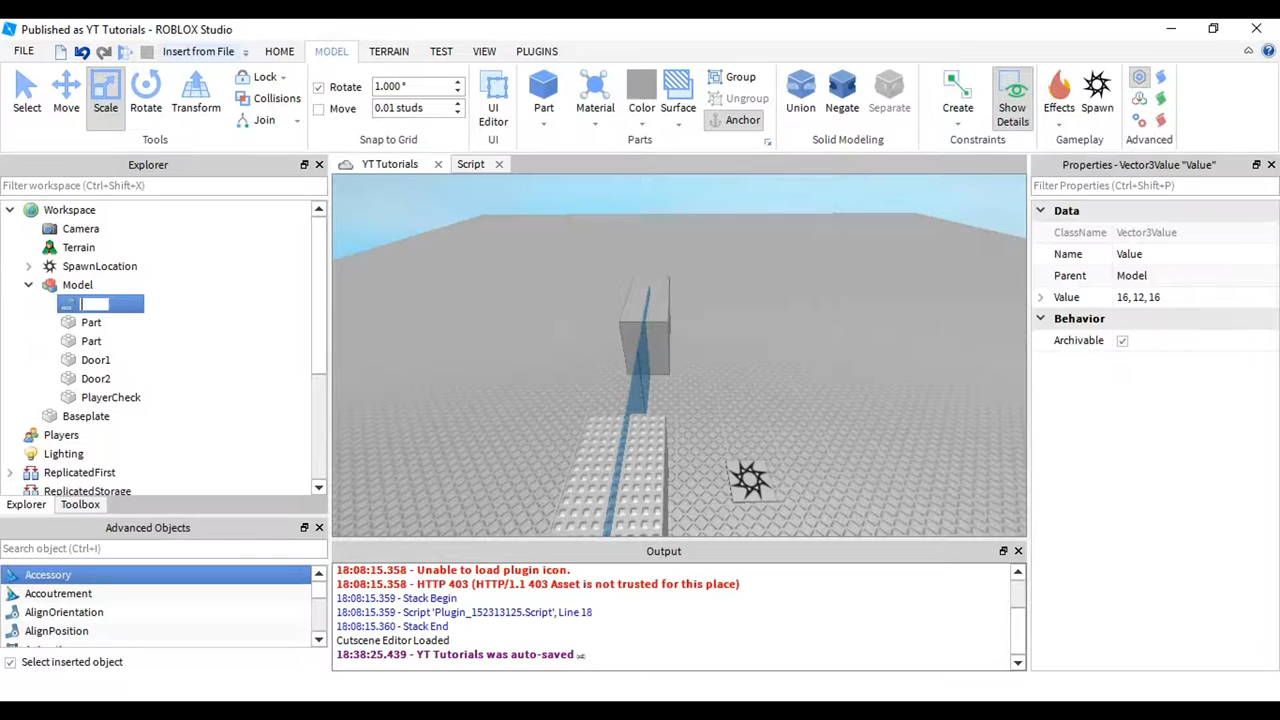 Published as YT Tutorials - ROBLOX Studio
FILE
Insert from File
HOME
MODEL
TERRAIN
TEST
VIEW
PLUGINS
Select
Move
Scale
Rotate
Transform
Lock
Collisions
Join
Tools
Rotate
1.000°
Move
0.01 studs
Snap to Grid
UI
Editor
UI
Part
Material
Color
Surface
Group
Ungroup
Anchor
Parts
Union
Negate
Separate
Solid Modeling
Create
Show
Details
Constraints
Effects
Spawn
Gameplay
Advanced
Explorer
Filter workspace (Ctrl+Shift+X)
Workspace
Camera
Terrain
SpawnLocation
Model
Part
Part
Door1
Door2
PlayerCheck
Baseplate
Players
Lighting
ReplicatedFirst
ReplicatedStorage
Explorer
Toolbox
Advanced Objects
Search object (Ctrl+I)
Accessory
Accoutrement
AlignOrientation
AlignPosition
Select inserted object
YT Tutorials
Script
Output
18:08:15.358 - Unable to load plugin icon.
18:08:15.358 - HTTP 403 (HTTP/1.1 403 Asset is not trusted for this place)
18:08:15.359 - Stack Begin
18:08:15.359 - Script 'Plugin_152313125.Script', Line 18
18:08:15.360 - Stack End
Cutscene Editor Loaded
18:38:25.439 - YT Tutorials was auto-saved
Properties - Vector3Value "Value"
Filter Properties (Ctrl+Shift+P)
Data
ClassName Vector3Value
Name Value
Parent Model
Value 16, 12, 16
Behavior
Archivable